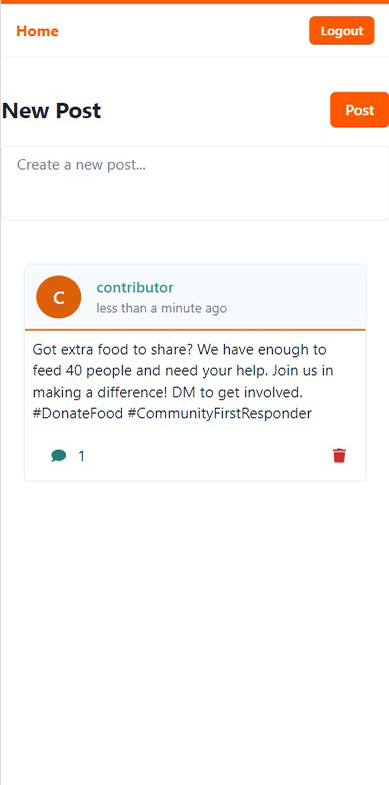 Home
Logout
New Post
Post
Create a new post...
C
contributor
less than a minute ago
Got extra food to share? We have enough to
feed 40 people and need your help. Join us in
making a difference! DM to get involved.
#DonateFood #CommunityFirstResponder
1